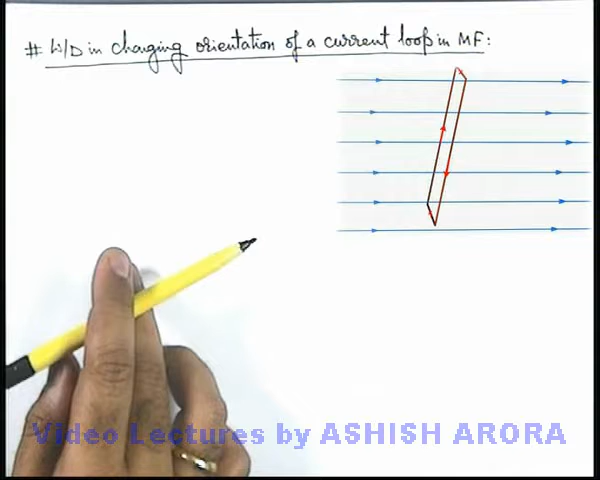 # W/D in changing orientation of a current loop in MF:
Video Lectures by ASHISH ARORA